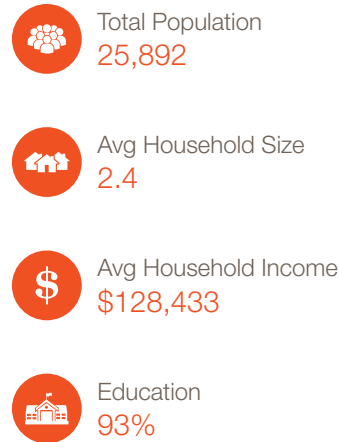 Total Population
25,892
Avg Household Size
2.4
$
Avg Household Income
$128,433
Education
93%